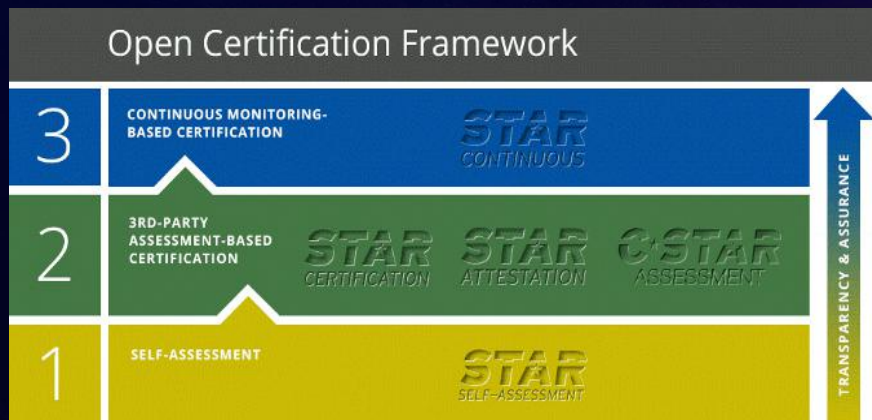 Open Certification Framework
3
CONTINUOUS MONITORING-
BASED CERTIFICATION
STAR
CONTINUOUS
2
3RD-PARTY
ASSESSMENT-BASED
CERTIFICATION
STAR
CERTIFICATION
STAR
ATTESTATION
C*STAR
ASSESSMENT
1
SELF-ASSESSMENT
STAR
SELF-ASSESSMENT
TRANSPARENCY & ASSURANCE